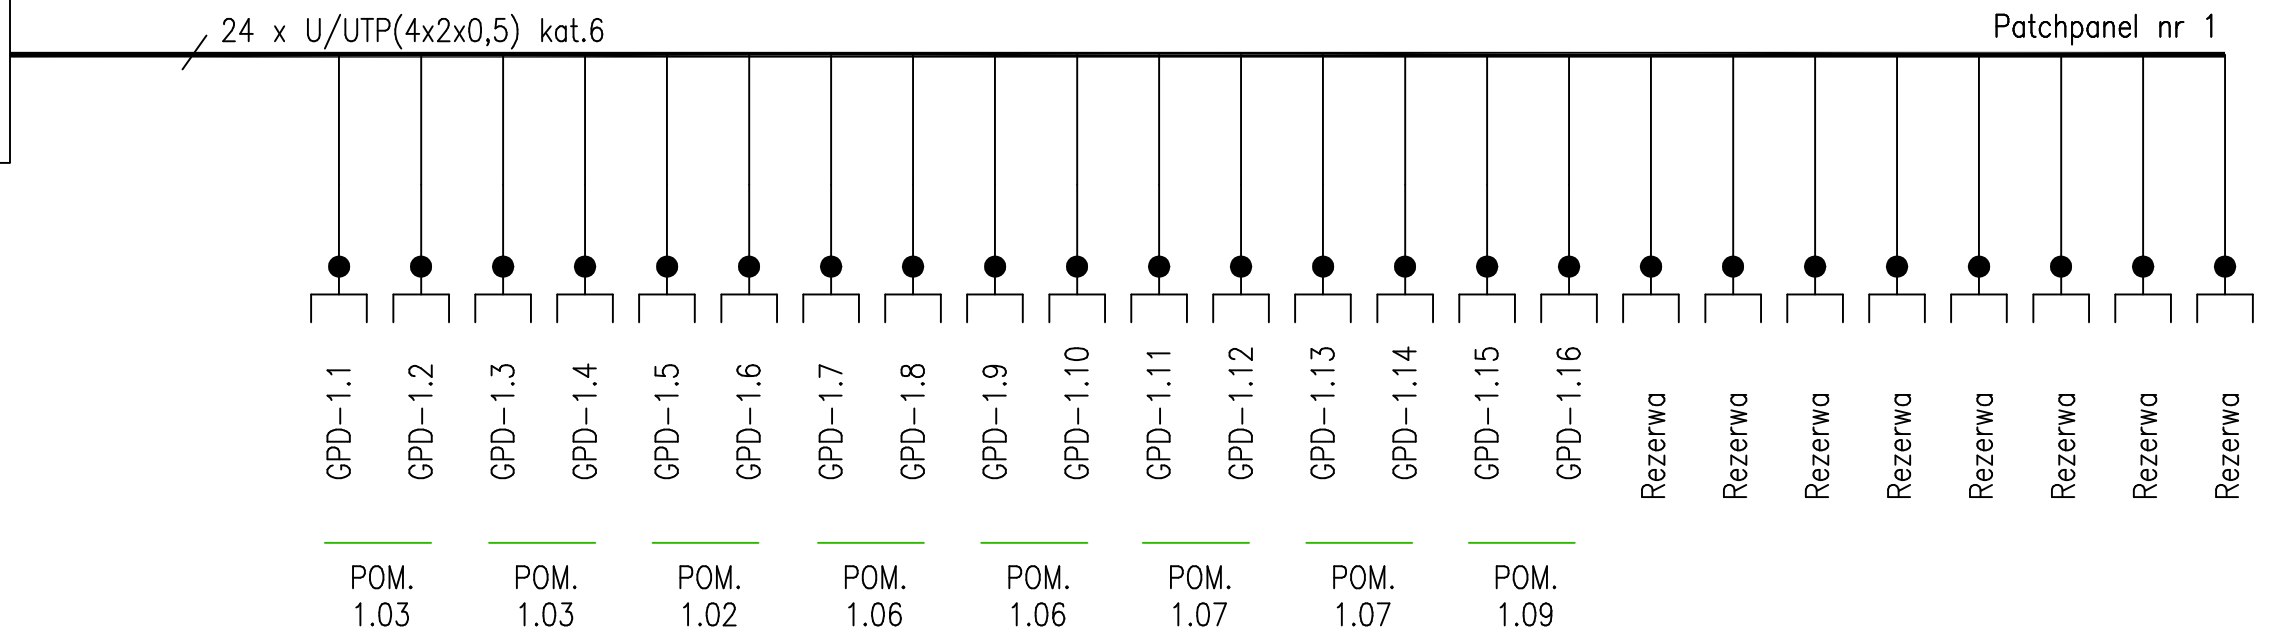 24 x U/UTP(4x2x0,5) kat.6
Patchpanel nr 1
GPD-1.1
GPD-1.2
GPD-1.3
GPD-1.4
GPD-1.5
GPD-1.6
GPD-1.7
GPD-1.8
GPD-1.9
GPD-1.10
GPD-1.11
GPD-1.12
GPD-1.13
GPD-1.14
GPD-1.15
GPD-1.16
Rezerwa
Rezerwa
Rezerwa
Rezerwa
Rezerwa
Rezerwa
Rezerwa
Rezerwa
POM.
1.03
POM.
1.03
POM.
1.02
POM.
1.06
POM.
1.06
POM.
1.07
POM.
1.07
POM.
1.09